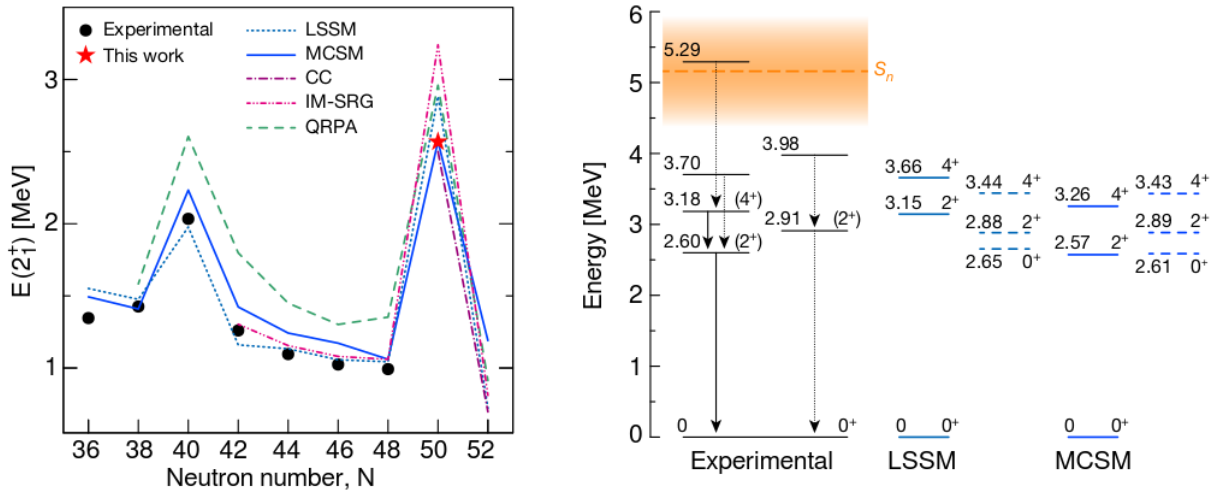 Experimental
This work
LSSM
MCSM
CC
IM-SRG
QRPA
3
2
1
E(2₁⁺) [MeV]
36 38 40 42 44 46 48 50 52
Neutron number, N
6
5
4
3
2
1
0
Energy [MeV]
5.29
Sₙ
3.98
3.70
3.18 (4⁺)
2.91 (2⁺)
2.60 (2⁺)
0 0⁺
3.66 4⁺
3.15 2⁺
3.44 4⁺
2.88 2⁺
2.65 0⁺
0 0⁺
3.26 4⁺
2.57 2⁺
3.43 4⁺
2.89 2⁺
2.61 0⁺
0 0⁺
Experimental LSSM MCSM